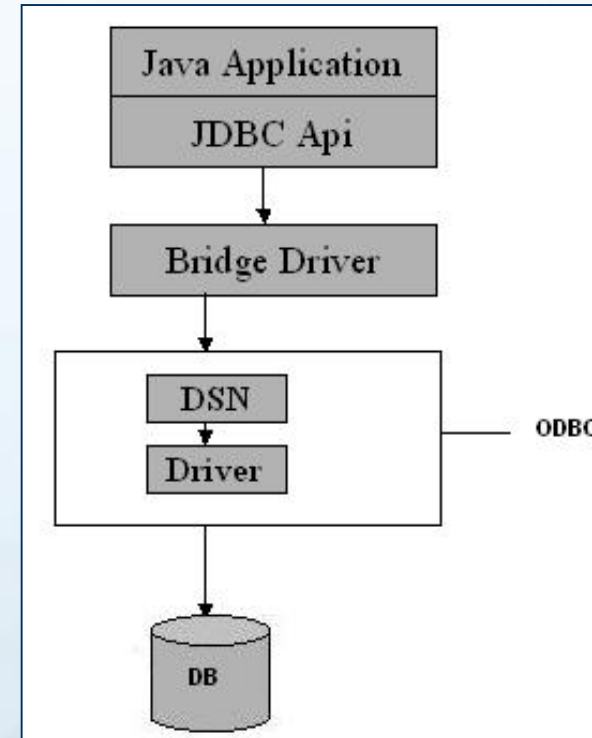 Java Application
JDBC Api
Bridge Driver
DSN
Driver
ODBC
DB